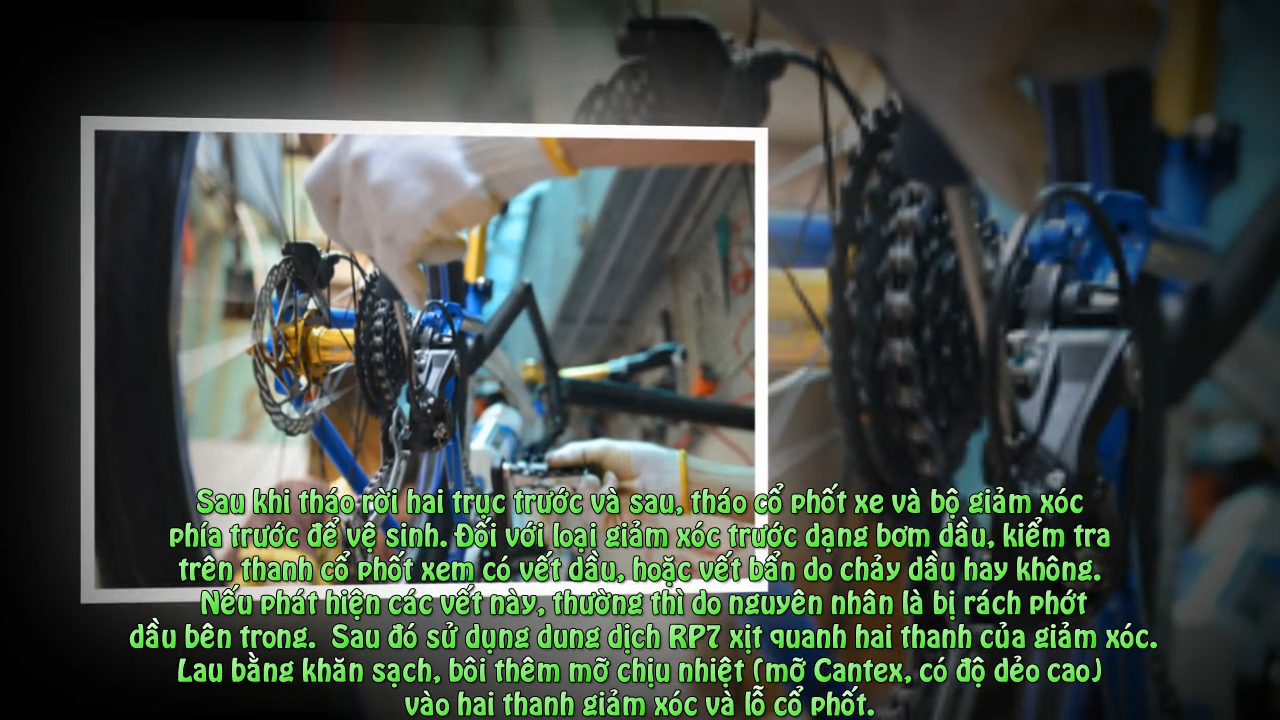 Sau khi tháo rời hai trục trước và sau, tháo cổ phốt xe và bộ giảm xóc
phía trước để vệ sinh. Đối với loại giảm xóc trước dạng bơm dầu, kiểm tra
trên thanh cổ phốt xem có vết dầu, hoặc vết bẩn do chảy dầu hay không.
Nếu phát hiện các vết này, thường thì do nguyên nhân là bị rách phớt
dầu bên trong. Sau đó sử dụng dung dịch RP7 xịt quanh hai thanh của giảm xóc.
Lau bằng khăn sạch, bôi thêm mỡ chịu nhiệt (mỡ Cantex, có độ dẻo cao)
vào hai thanh giảm xóc và lỗ cổ phốt.